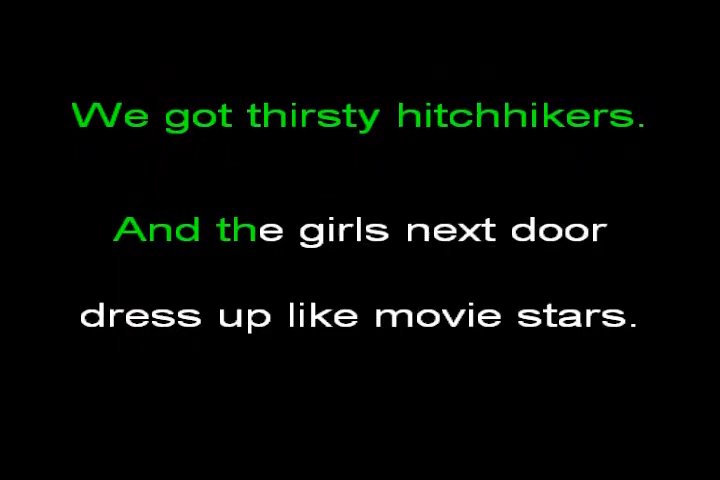 We got thirsty hitchhikers.
And the girls next door
dress up like movie stars.